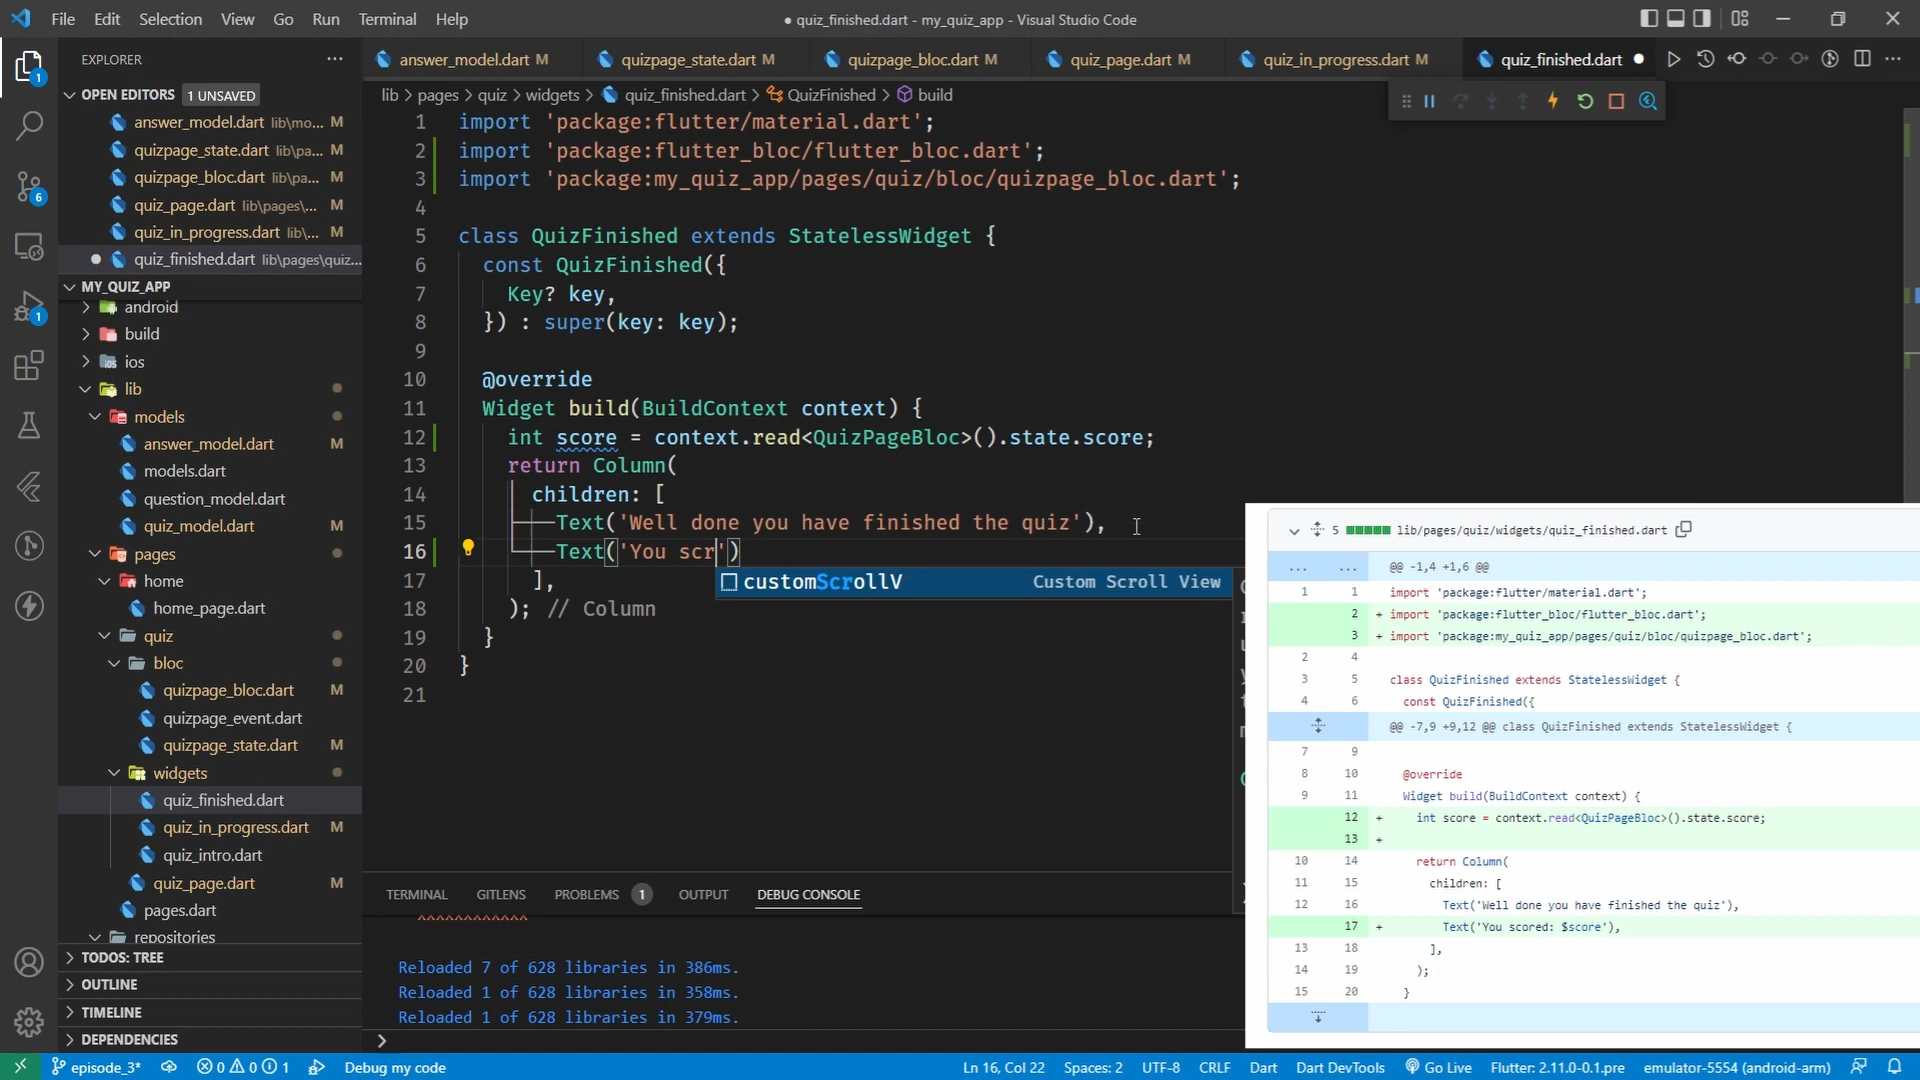 File Edit Selection View Go Run Terminal Help
● quiz_finished.dart - my_quiz_app - Visual Studio Code
EXPLORER
answer_model.dart M
quizpage_state.dart M
quizpage_bloc.dart M
quiz_page.dart M
quiz_in_progress.dart M
quiz_finished.dart
OPEN EDITORS 1 UNSAVED
answer_model.dart lib\mo... M
quizpage_state.dart lib\pa... M
quizpage_bloc.dart lib\pa... M
quiz_page.dart lib\pages\... M
quiz_in_progress.dart lib\... M
quiz_finished.dart lib\pages\quiz...
MY_QUIZ_APP
android
build
ios
lib
models
answer_model.dart M
models.dart
question_model.dart
quiz_model.dart M
pages
home
home_page.dart
quiz
bloc
quizpage_bloc.dart M
quizpage_event.dart
quizpage_state.dart M
widgets
quiz_finished.dart
quiz_in_progress.dart M
quiz_intro.dart
quiz_page.dart M
pages.dart
repositories
TODOS: TREE
OUTLINE
TIMELINE
DEPENDENCIES
1
6
1
lib > pages > quiz > widgets > quiz_finished.dart > QuizFinished > build
1 import 'package:flutter/material.dart';
2 import 'package:flutter_bloc/flutter_bloc.dart';
3 import 'package:my_quiz_app/pages/quiz/bloc/quizpage_bloc.dart';
4
5 class QuizFinished extends StatelessWidget {
6 const QuizFinished({
7 Key? key,
8 }) : super(key: key);
9
10 @override
11 Widget build(BuildContext context) {
12 int score = context.read<QuizPageBloc>().state.score;
13 return Column(
14 children: [
15 Text('Well done you have finished the quiz'),
16 Text('You scr')
17 ],
18 ); // Column
19 }
20 }
21
customScrollV Custom Scroll View
TERMINAL GITLENS PROBLEMS 1 OUTPUT DEBUG CONSOLE
Reloaded 7 of 628 libraries in 386ms.
Reloaded 1 of 628 libraries in 358ms.
Reloaded 1 of 628 libraries in 379ms.
>
5 lib/pages/quiz/widgets/quiz_finished.dart
... ... @@ -1,4 +1,6 @@
1 1 import 'package:flutter/material.dart';
2 + import 'package:flutter_bloc/flutter_bloc.dart';
3 + import 'package:my_quiz_app/pages/quiz/bloc/quizpage_bloc.dart';
2 4
3 5 class QuizFinished extends StatelessWidget {
4 6 const QuizFinished({
@@ -7,9 +9,12 @@ class QuizFinished extends StatelessWidget {
7 9
8 10 @override
9 11 Widget build(BuildContext context) {
12 + int score = context.read<QuizPageBloc>().state.score;
13 +
10 14 return Column(
11 15 children: [
12 16 Text('Well done you have finished the quiz'),
17 + Text('You scored: $score'),
13 18 ],
14 19 );
15 20 }
episode_3* 0 0 1 Debug my code
Ln 16, Col 22 Spaces: 2 UTF-8 CRLF Dart Dart DevTools Go Live Flutter: 2.11.0-0.1.pre emulator-5554 (android-arm)